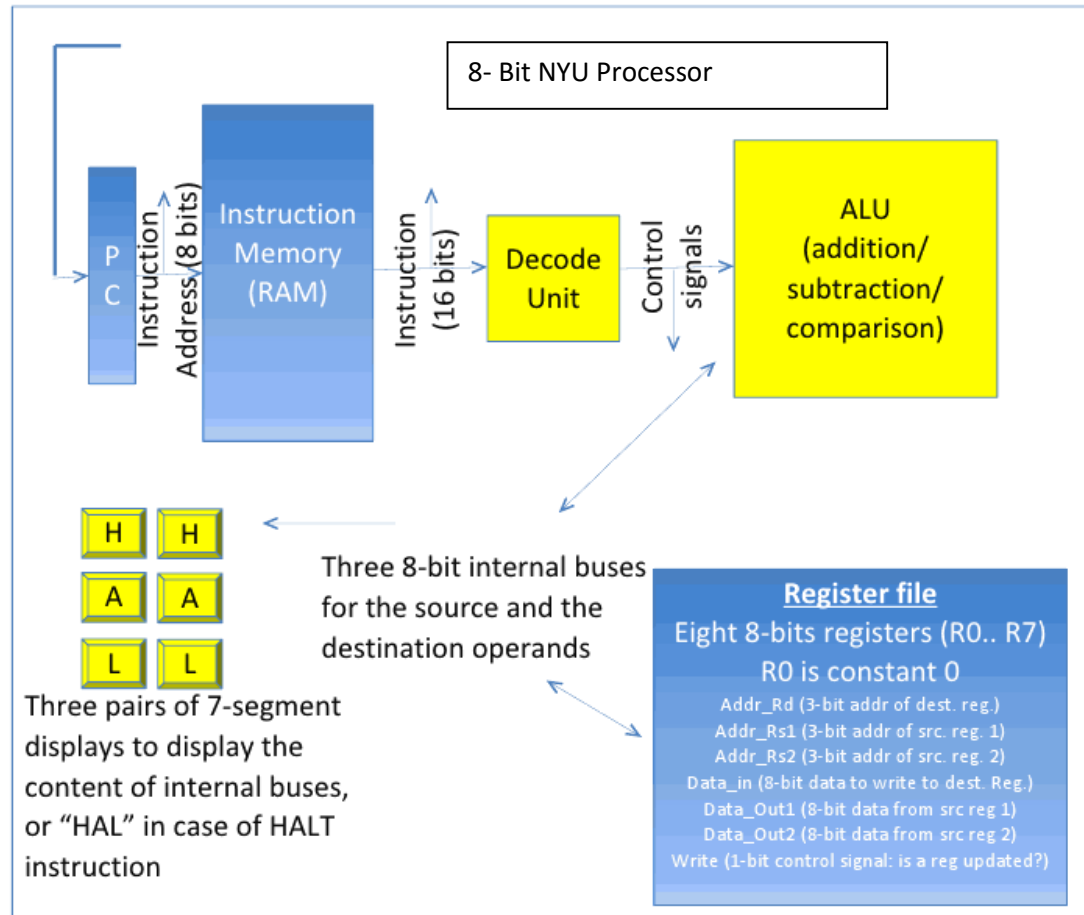 8- Bit NYU Processor
P
C
Instruction
Address (8 bits)
Instruction
Memory
(RAM)
Instruction
(16 bits)
Decode
Unit
Control
signals
ALU
(addition/
subtraction/
comparison)
H H
A A
L L
Three pairs of 7-segment
displays to display the
content of internal buses,
or “HAL” in case of HALT
instruction
Three 8-bit internal buses
for the source and the
destination operands
Register file
Eight 8-bits registers (R0.. R7)
R0 is constant 0
Addr_Rd (3-bit addr of dest. reg.)
Addr_Rs1 (3-bit addr of src. reg. 1)
Addr_Rs2 (3-bit addr of src. reg. 2)
Data_in (8-bit data to write to dest. Reg.)
Data_Out1 (8-bit data from src reg 1)
Data_Out2 (8-bit data from src reg 2)
Write (1-bit control signal: is a reg updated?)